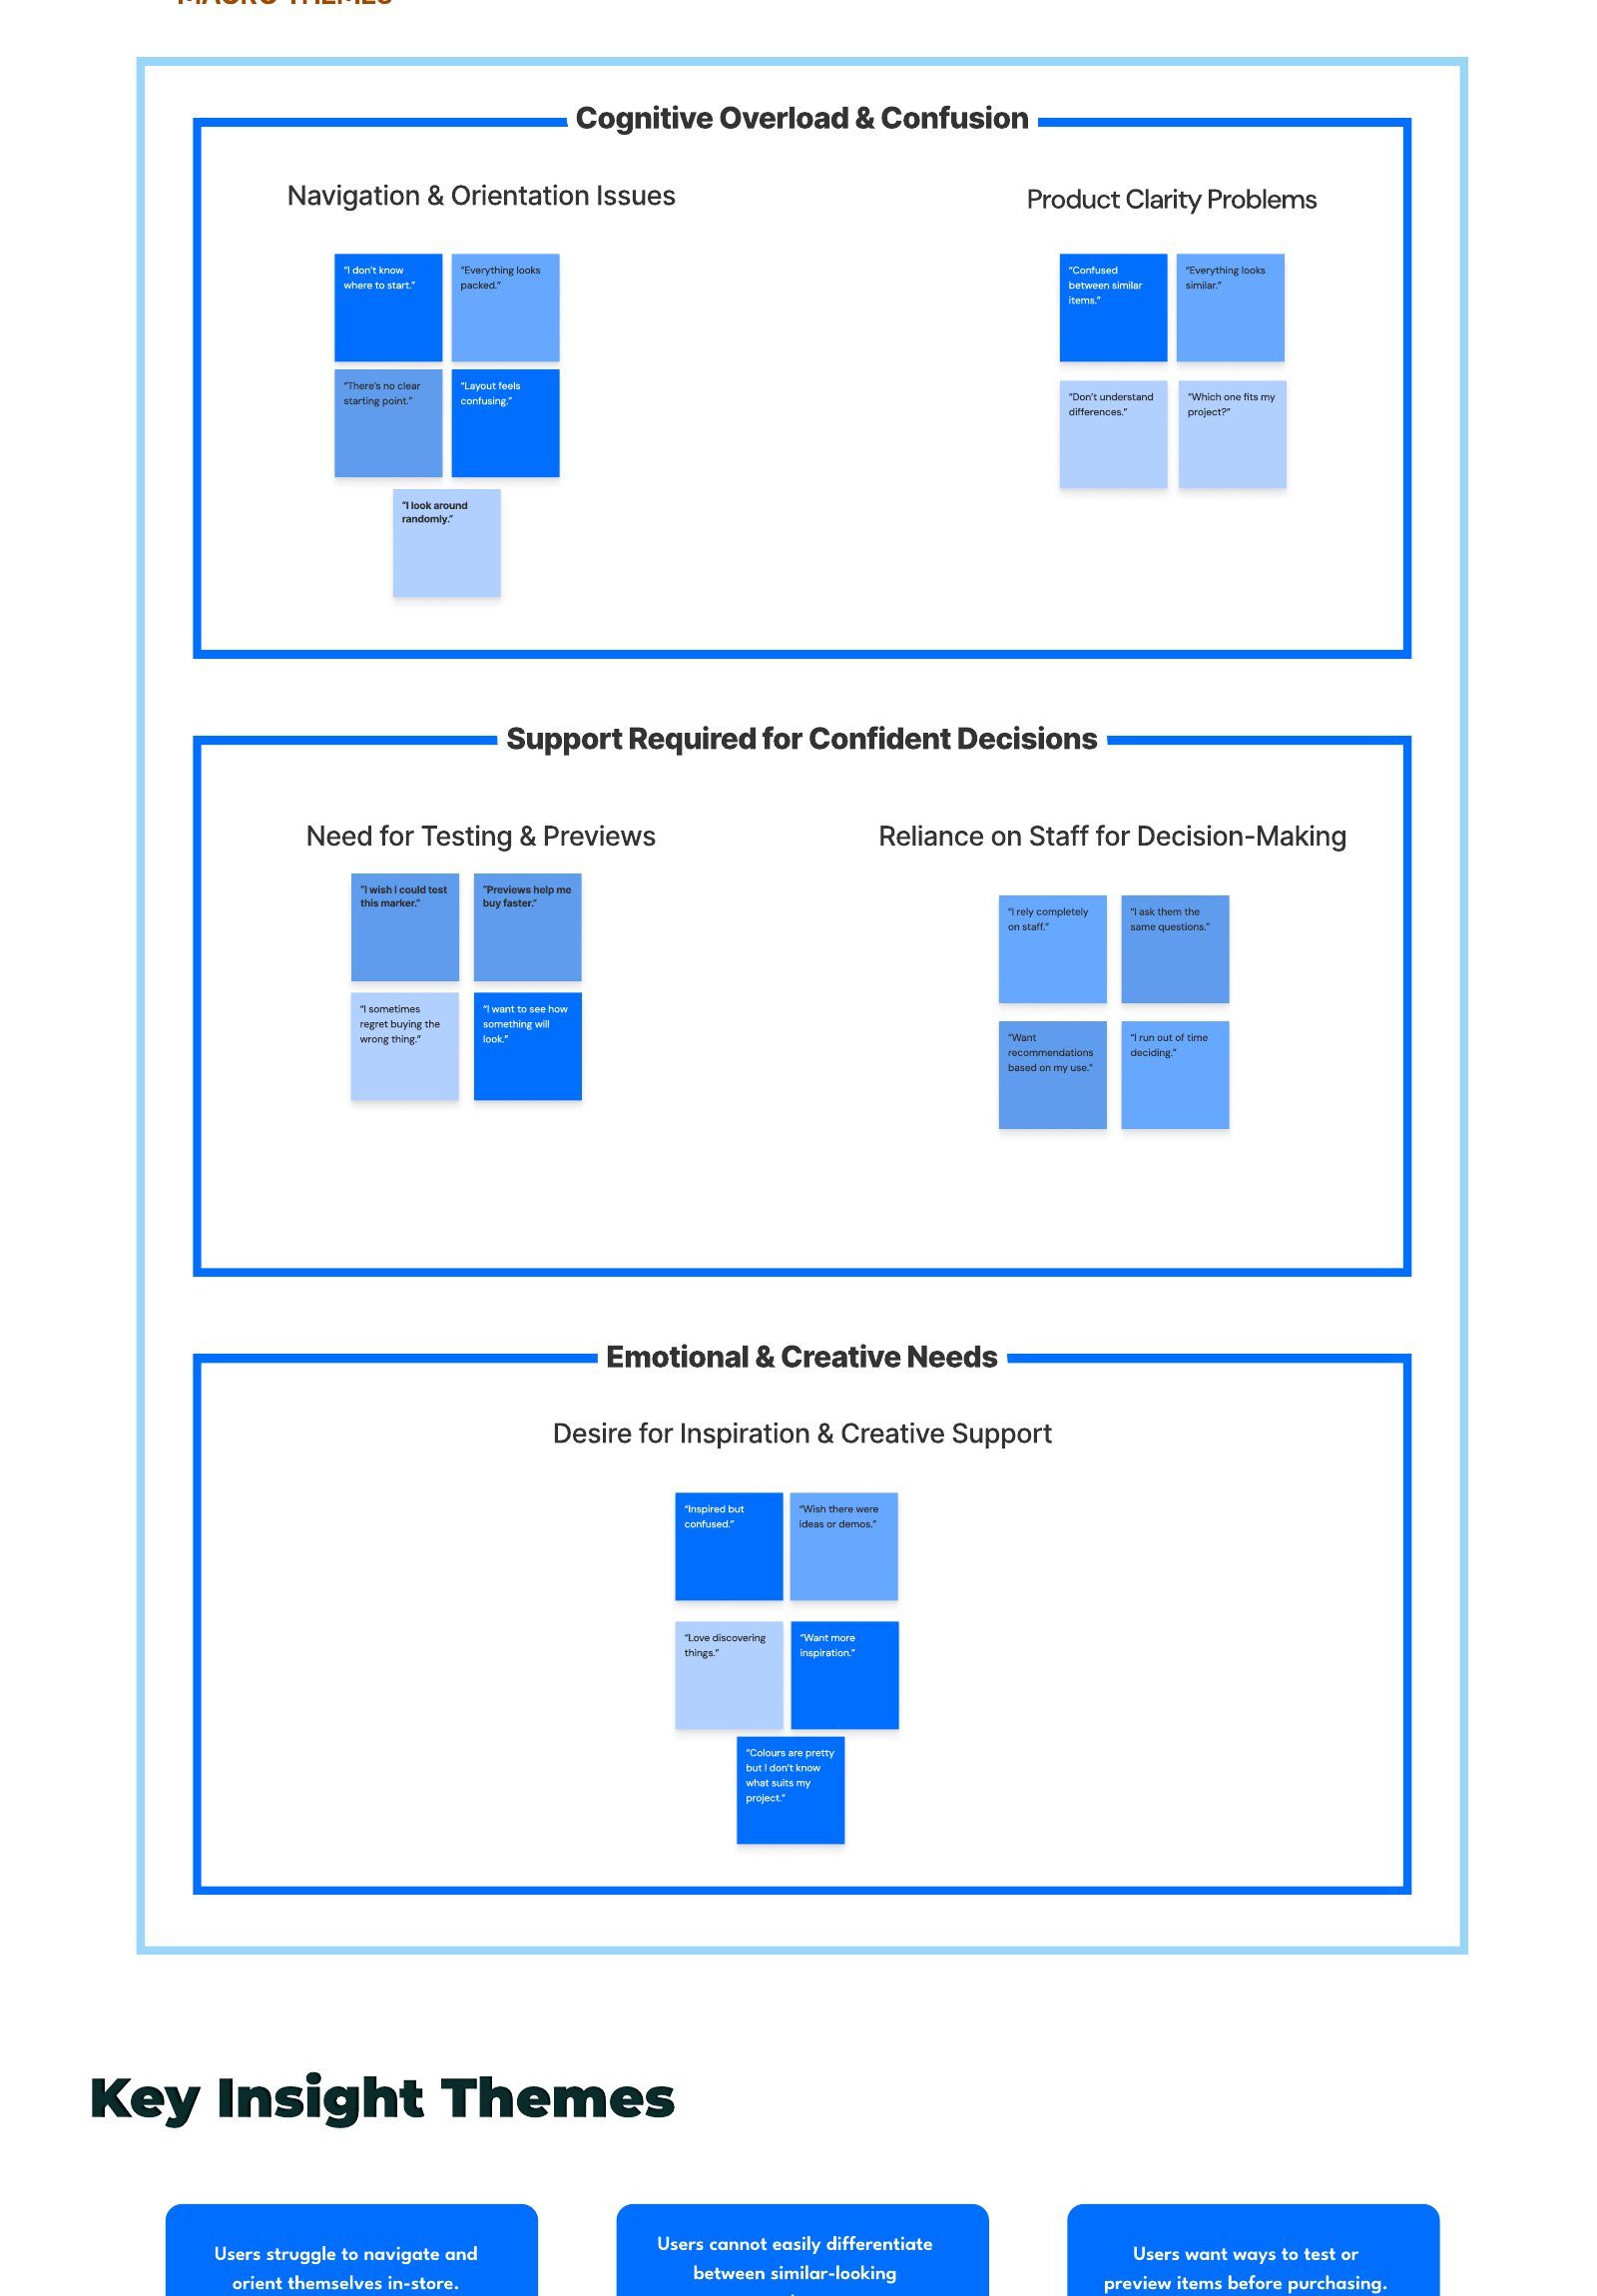 MACRO THEMES
Cognitive Overload & Confusion
Navigation & Orientation Issues
“I don’t know
where to start.”
“Everything looks
packed.”
“There’s no clear
starting point.”
“Layout feels
confusing.”
“I look around
randomly.”
Product Clarity Problems
“Confused
between similar
items.”
“Everything looks
similar.”
“Don’t understand
differences.”
“Which one fits my
project?”
Support Required for Confident Decisions
Need for Testing & Previews
“I wish I could test
this marker.”
“Previews help me
buy faster.”
“I sometimes
regret buying the
wrong thing.”
“I want to see how
something will
look.”
Reliance on Staff for Decision-Making
“I rely completely
on staff.”
“I ask them the
same questions.”
“Want
recommendations
based on my use.”
“I run out of time
deciding.”
Emotional & Creative Needs
Desire for Inspiration & Creative Support
“Inspired but
confused.”
“Wish there were
ideas or demos.”
“Love discovering
things.”
“Want more
inspiration.”
“Colours are pretty
but I don’t know
what suits my
project.”
Key Insight Themes
Users struggle to navigate and
orient themselves in-store.
Users cannot easily differentiate
between similar-looking
Users want ways to test or
preview items before purchasing.